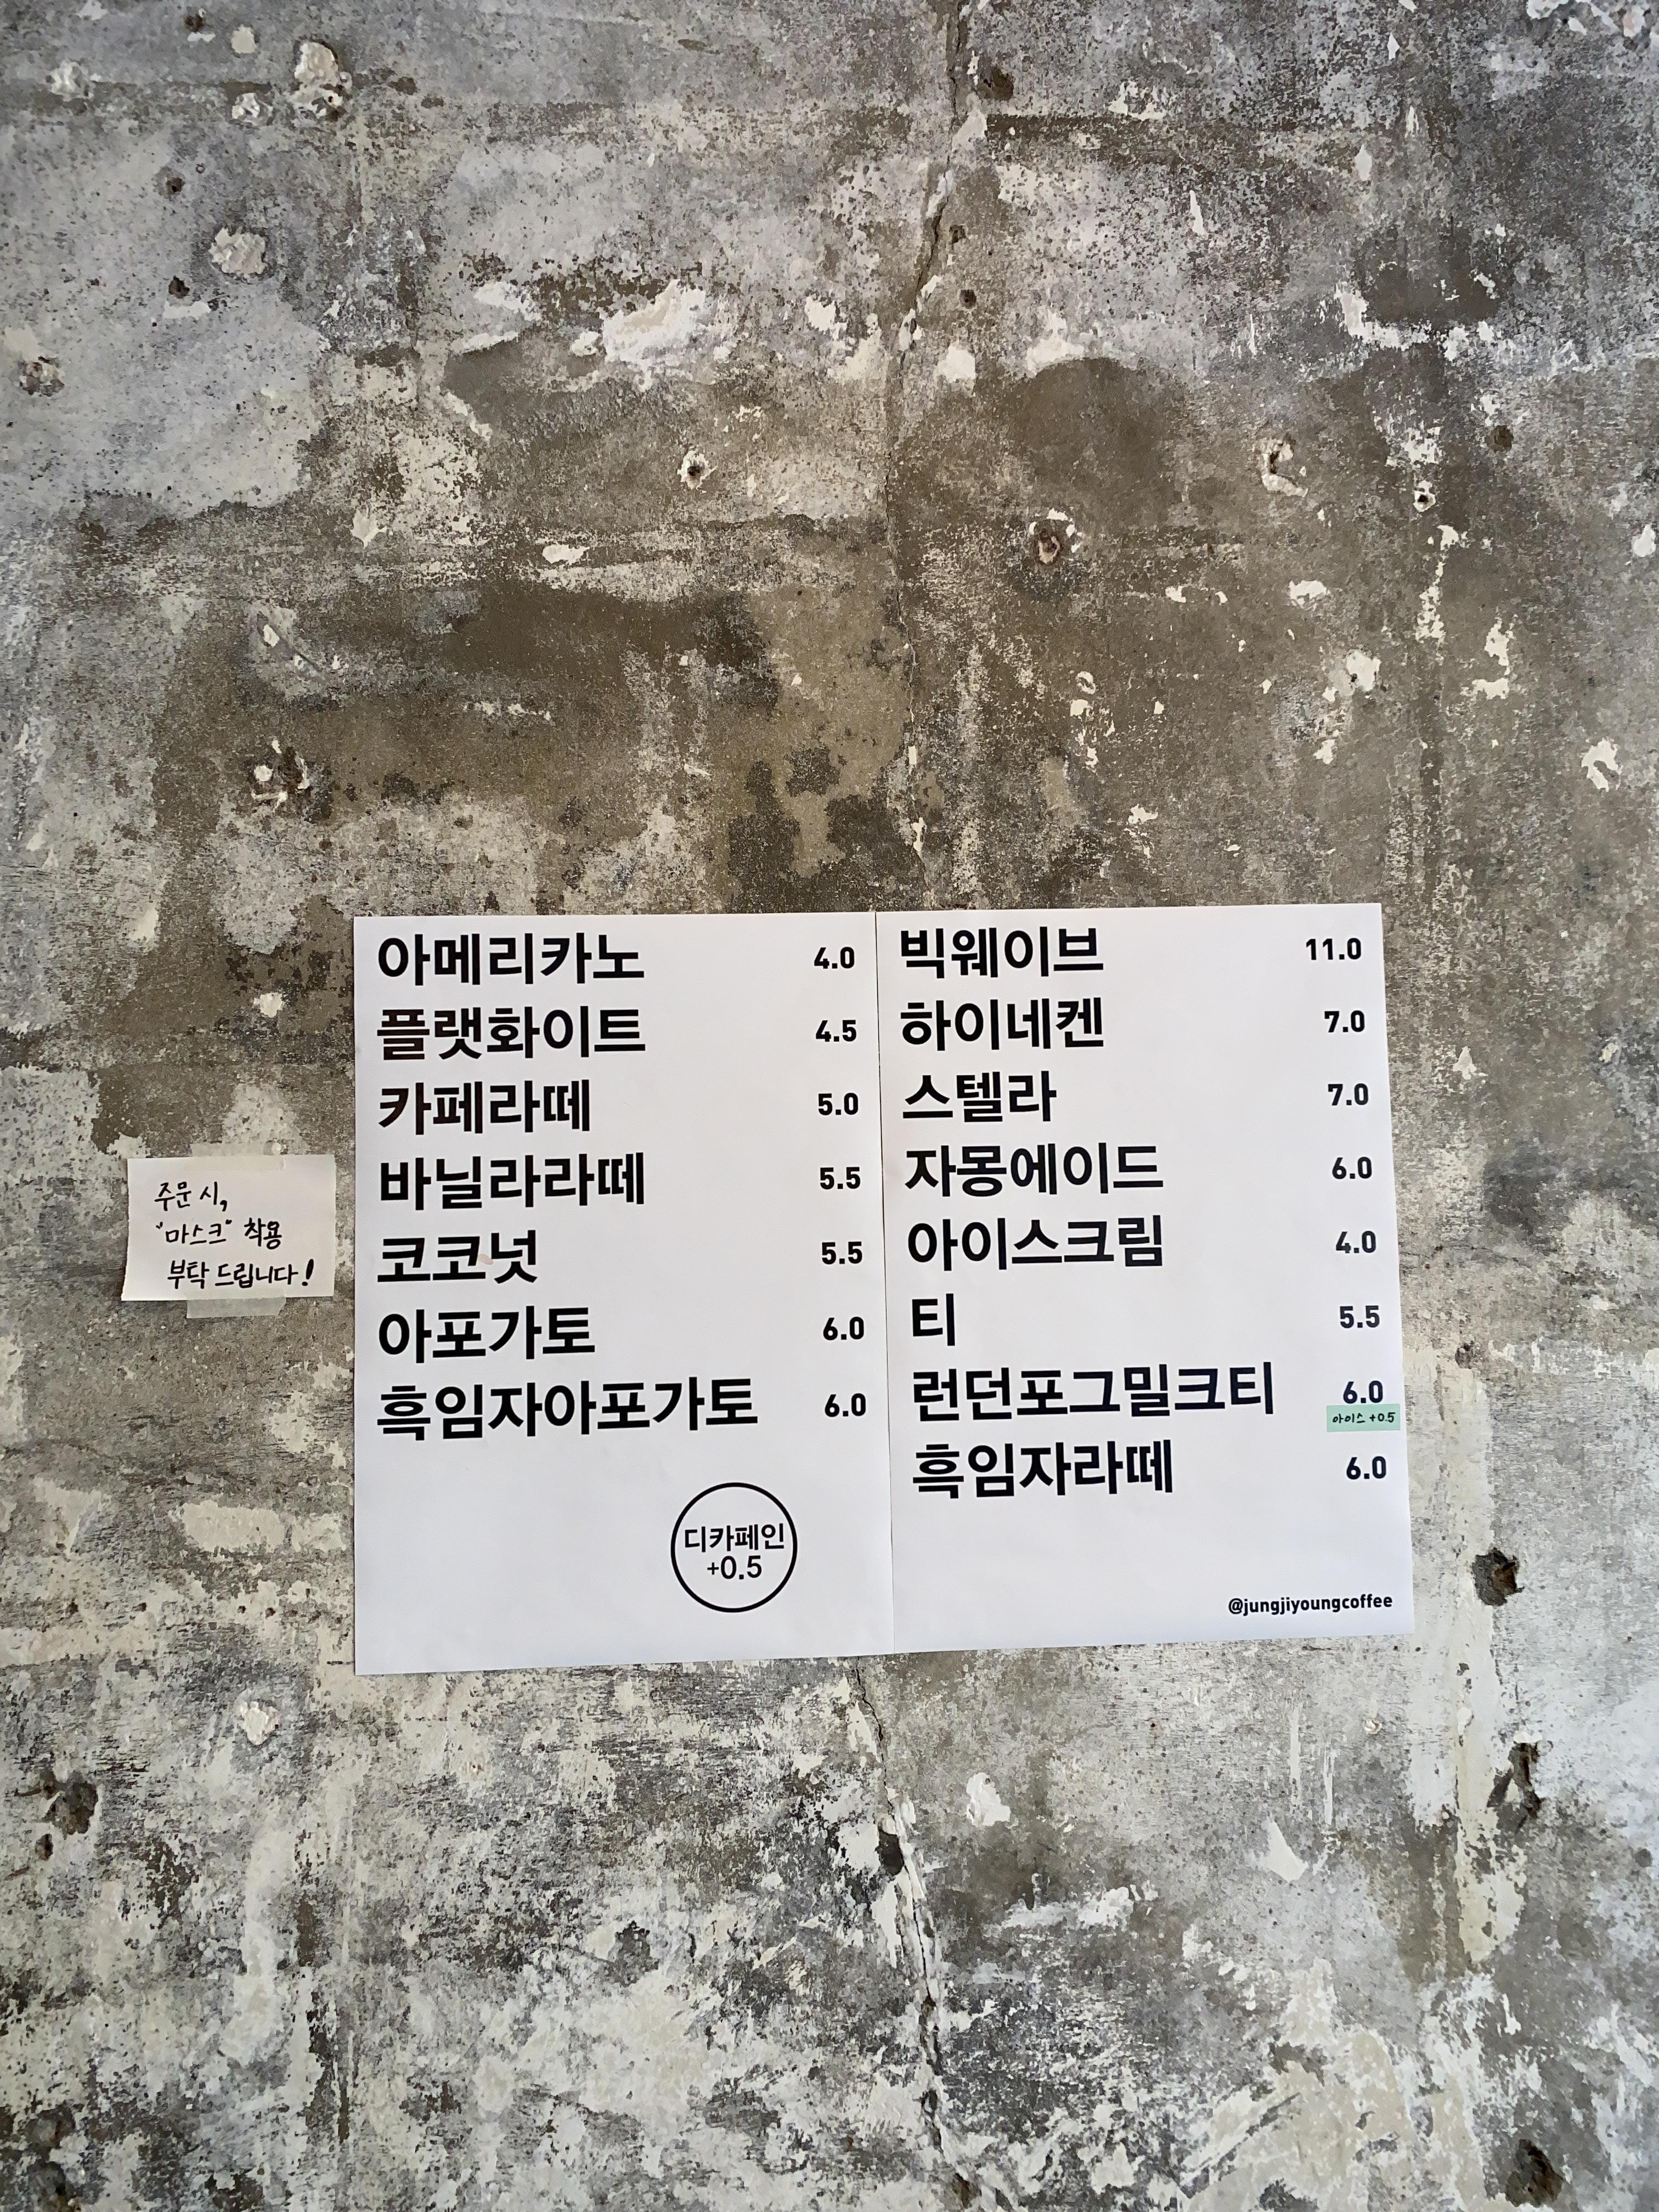 주문 시,
"마스크" 착용
부탁 드립니다!
아메리카노 4.0
플랫화이트 4.5
카페라떼 5.0
바닐라라떼 5.5
코코넛 5.5
아포가토 6.0
흑임자아포가토 6.0
디카페인
+0.5
빅웨이브 11.0
하이네켄 7.0
스텔라 7.0
자몽에이드 6.0
아이스크림 4.0
티 5.5
런던포그밀크티 6.0
아이스 +0.5
흑임자라떼 6.0
@jungjiyoungcoffee